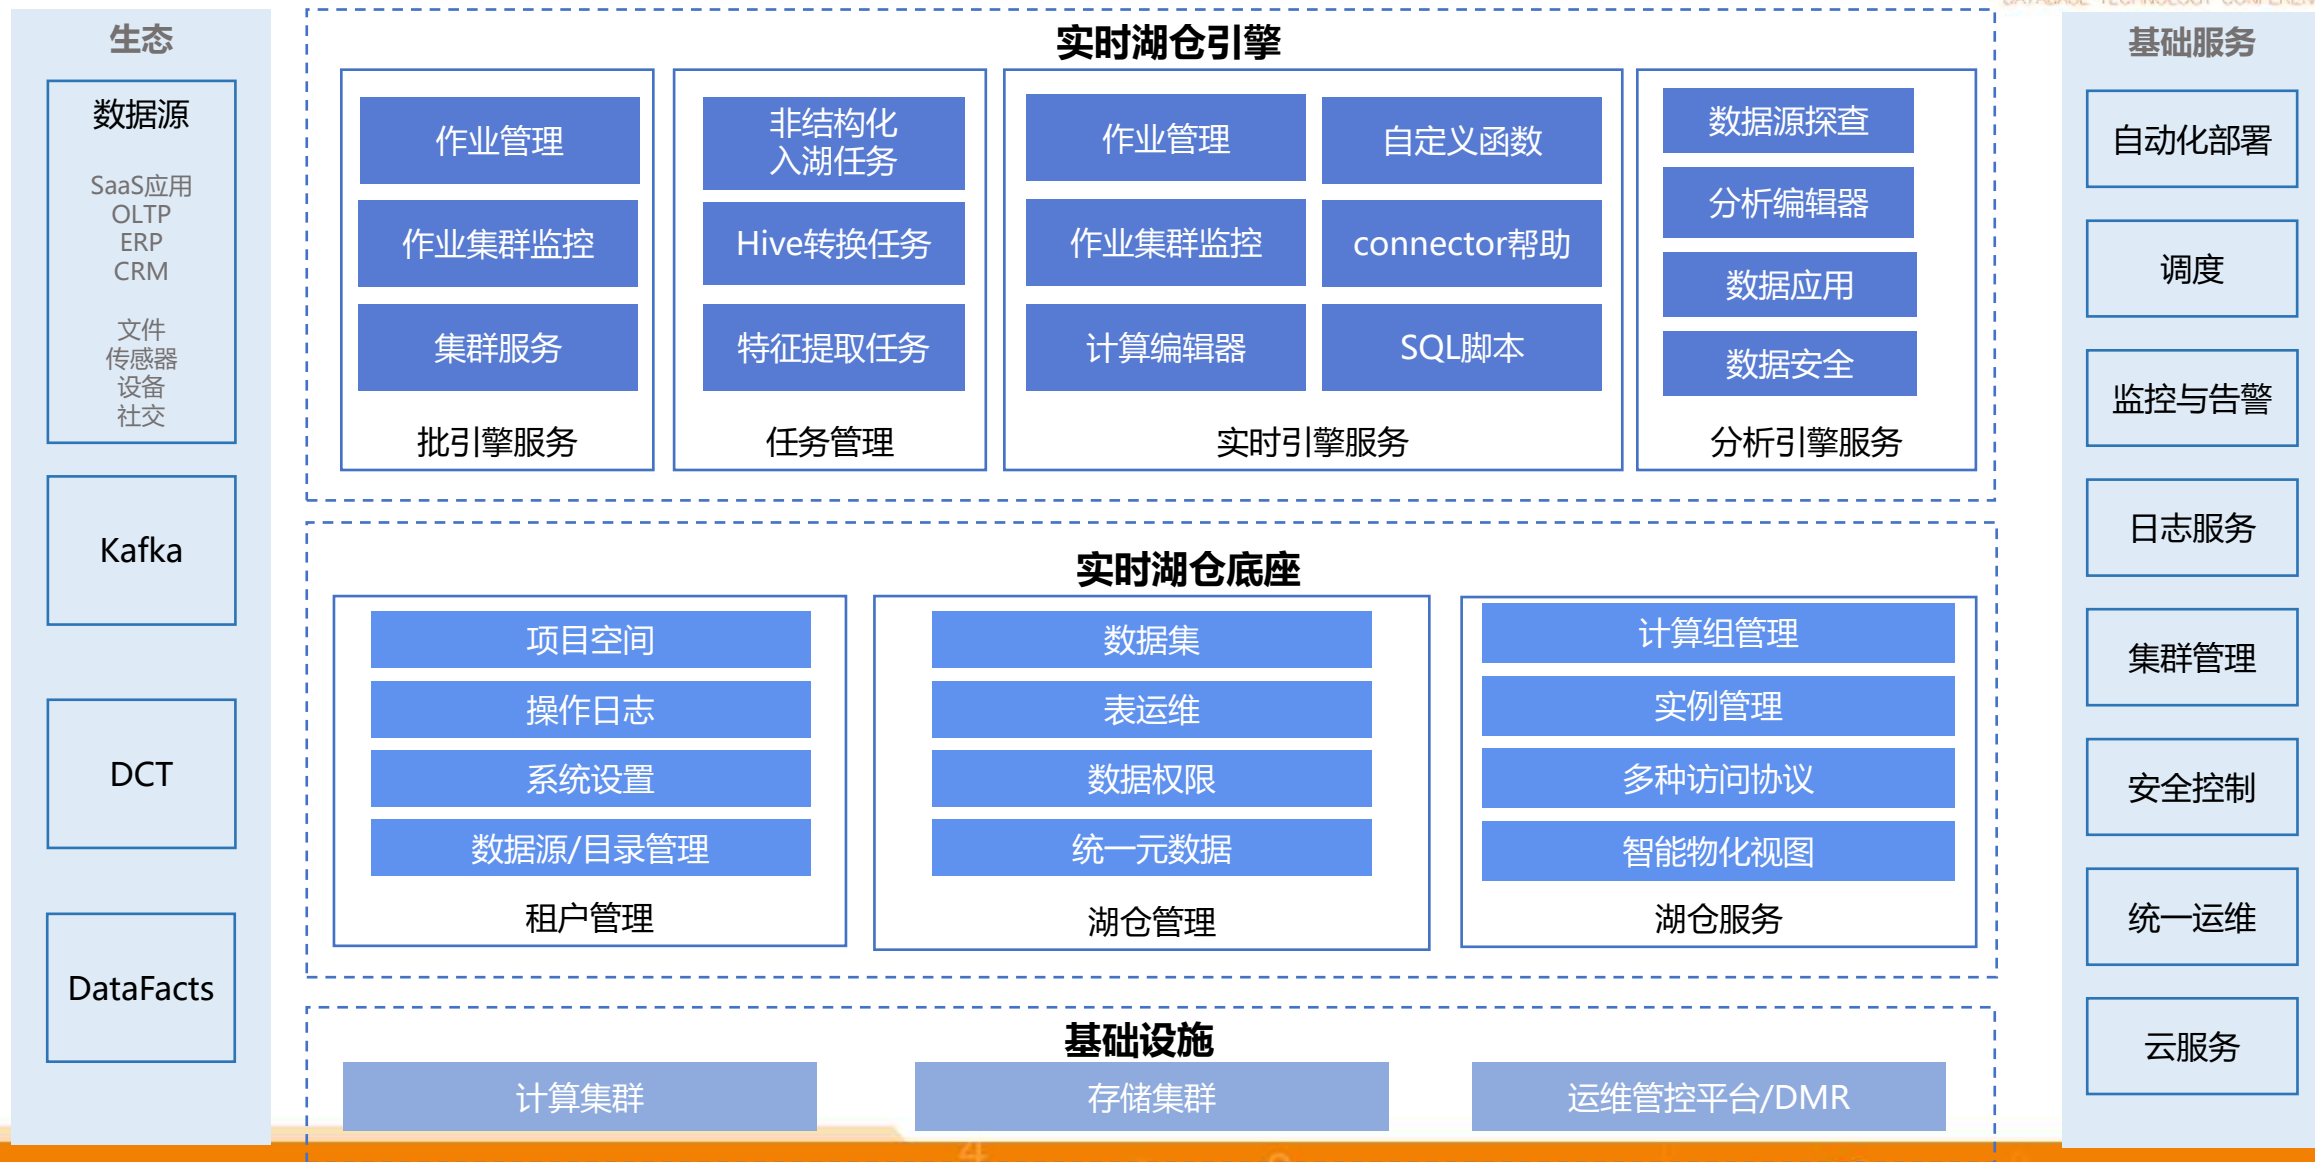 DATABASE TECHNOLOGY CONFEREN
生态
数据源
SaaS应用
OLTP
ERP
CRM
文件
传感器
设备
社交
Kafka
DCT
DataFacts
实时湖仓引擎
作业管理
作业集群监控
集群服务
批引擎服务
非结构化
入湖任务
Hive转换任务
特征提取任务
任务管理
作业管理
自定义函数
作业集群监控
connector帮助
计算编辑器
SQL脚本
实时引擎服务
数据源探查
分析编辑器
数据应用
数据安全
分析引擎服务
实时湖仓底座
项目空间
操作日志
系统设置
数据源/目录管理
租户管理
数据集
表运维
数据权限
统一元数据
湖仓管理
计算组管理
实例管理
多种访问协议
智能物化视图
湖仓服务
基础设施
计算集群
存储集群
运维管控平台/DMR
基础服务
自动化部署
调度
监控与告警
日志服务
集群管理
安全控制
统一运维
云服务